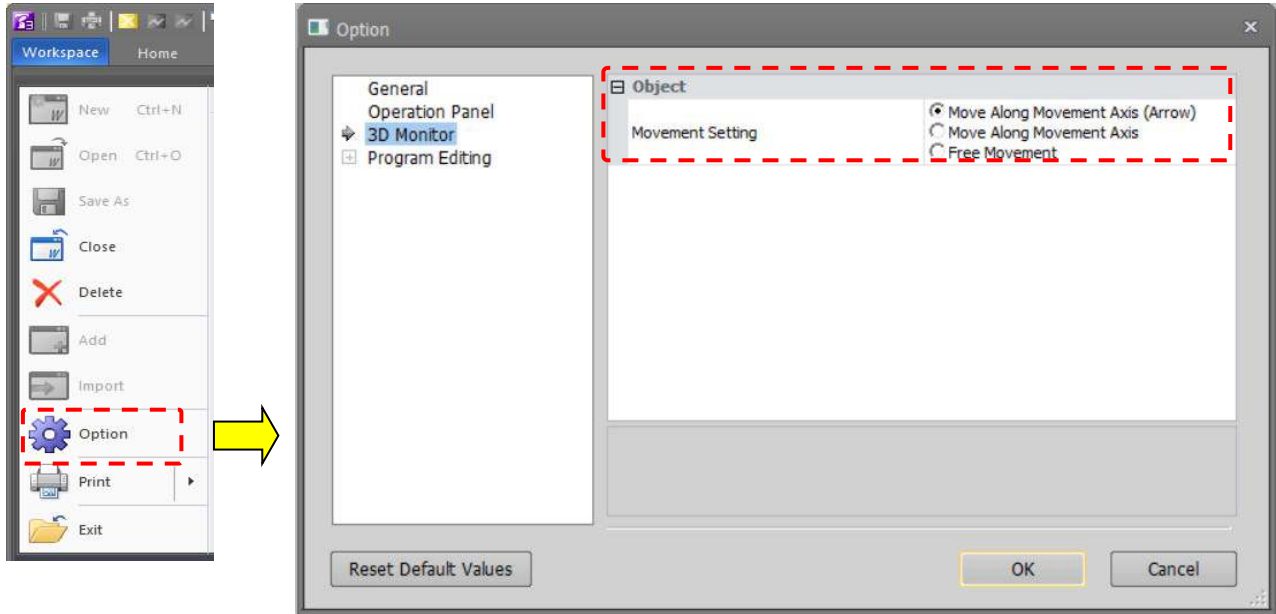 Workspace Home
New Ctrl+N
Open Ctrl+O
Save As
Close
Delete
Add
Import
Option
Print
Exit
Option
General
Operation Panel
3D Monitor
Program Editing
Object
Movement Setting
Move Along Movement Axis (Arrow)
Move Along Movement Axis
Free Movement
Reset Default Values
OK
Cancel